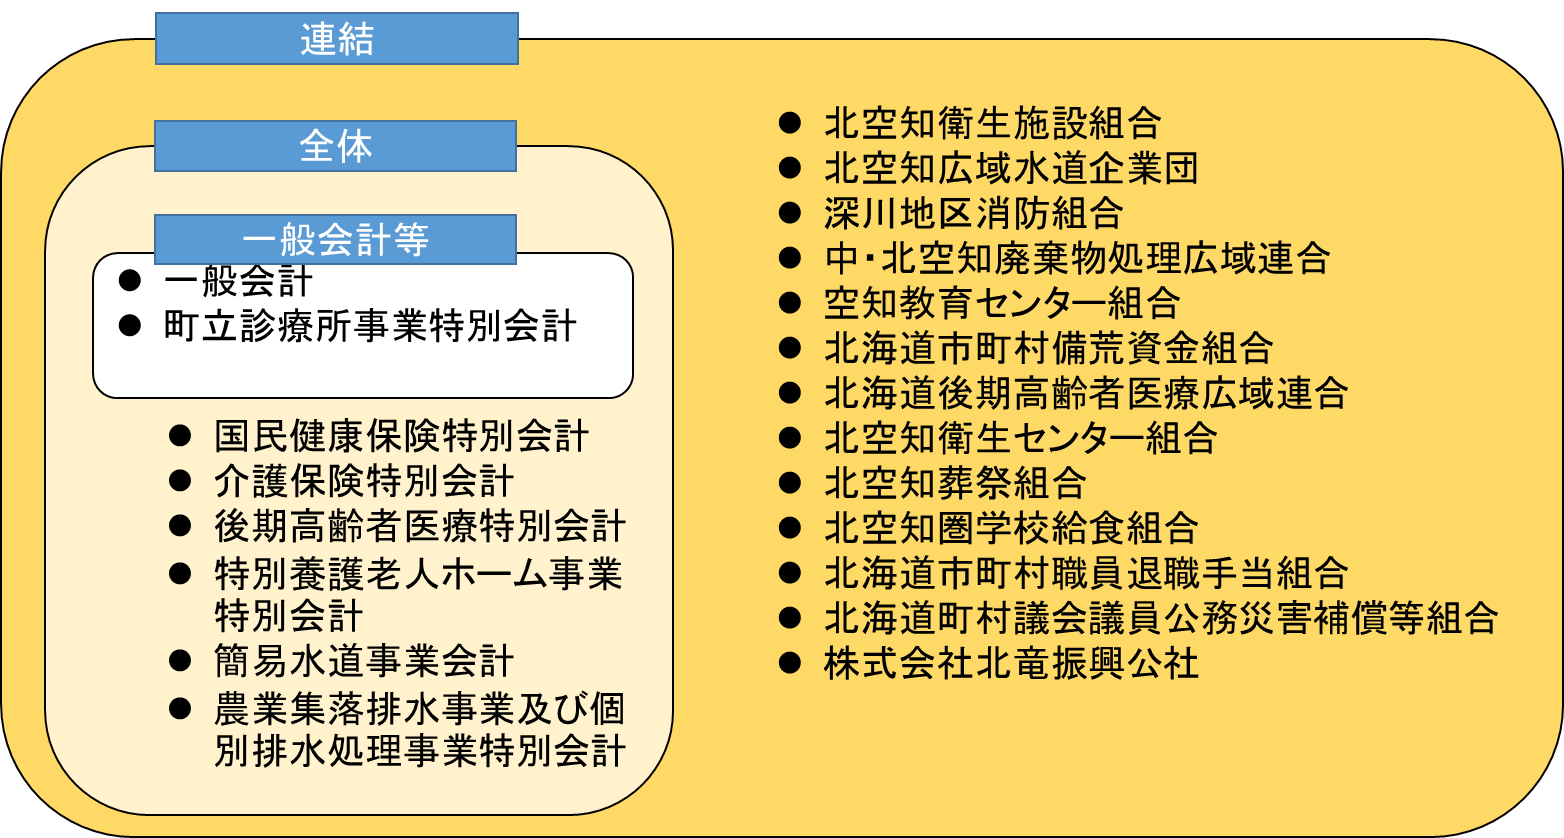 連結
全体
一般会計等
● 一般会計
● 町立診療所事業特別会計
● 国民健康保険特別会計
● 介護保険特別会計
● 後期高齢者医療特別会計
● 特別養護老人ホーム事業
特別会計
● 簡易水道事業会計
● 農業集落排水事業及び個
別排水処理事業特別会計
● 北空知衛生施設組合
● 北空知広域水道企業団
● 深川地区消防組合
● 中・北空知廃棄物処理広域連合
● 空知教育センター組合
● 北海道市町村備荒資金組合
● 北海道後期高齢者医療広域連合
● 北空知衛生センター組合
● 北空知葬祭組合
● 北空知圏学校給食組合
● 北海道市町村職員退職手当組合
● 北海道町村議会議員公務災害補償等組合
● 株式会社北竜振興公社